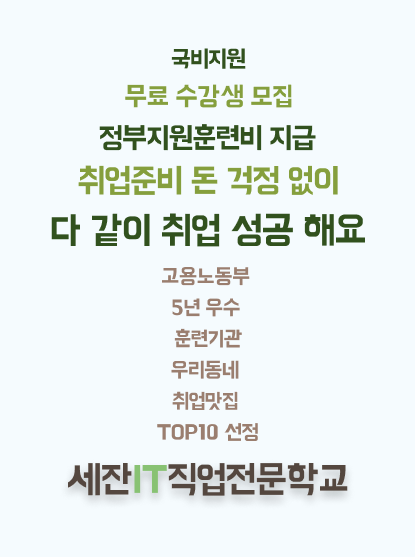 국비지원
무료 수강생 모집
정부지원훈련비 지급
취업준비 돈 걱정 없이
다 같이 취업 성공 해요
고용노동부
5년 우수
훈련기관
우리동네
취업맛집
TOP10 선정
세잔IT직업전문학교